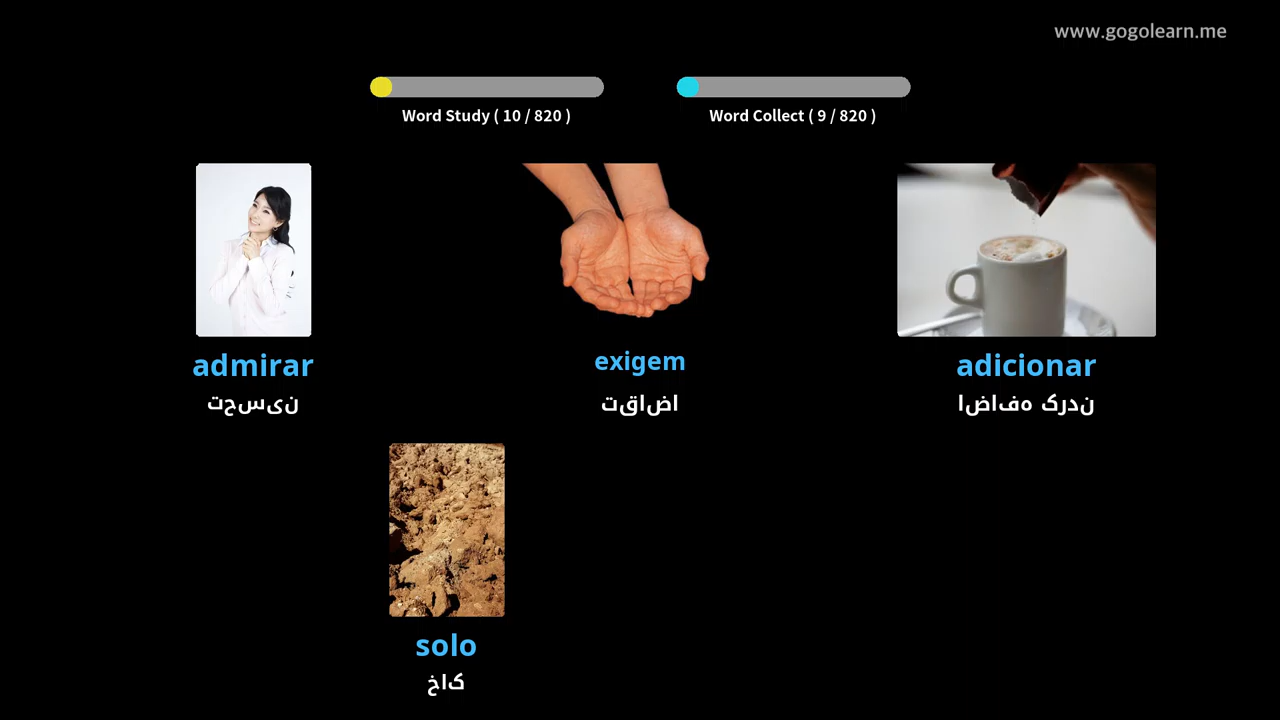 www.gogolearn.me
Word Study ( 10 / 820 )
Word Collect ( 9 / 820 )
admirar
نیسحت
exigem
اضاقت
adicionar
ندرک هفاضا
solo
کاخ